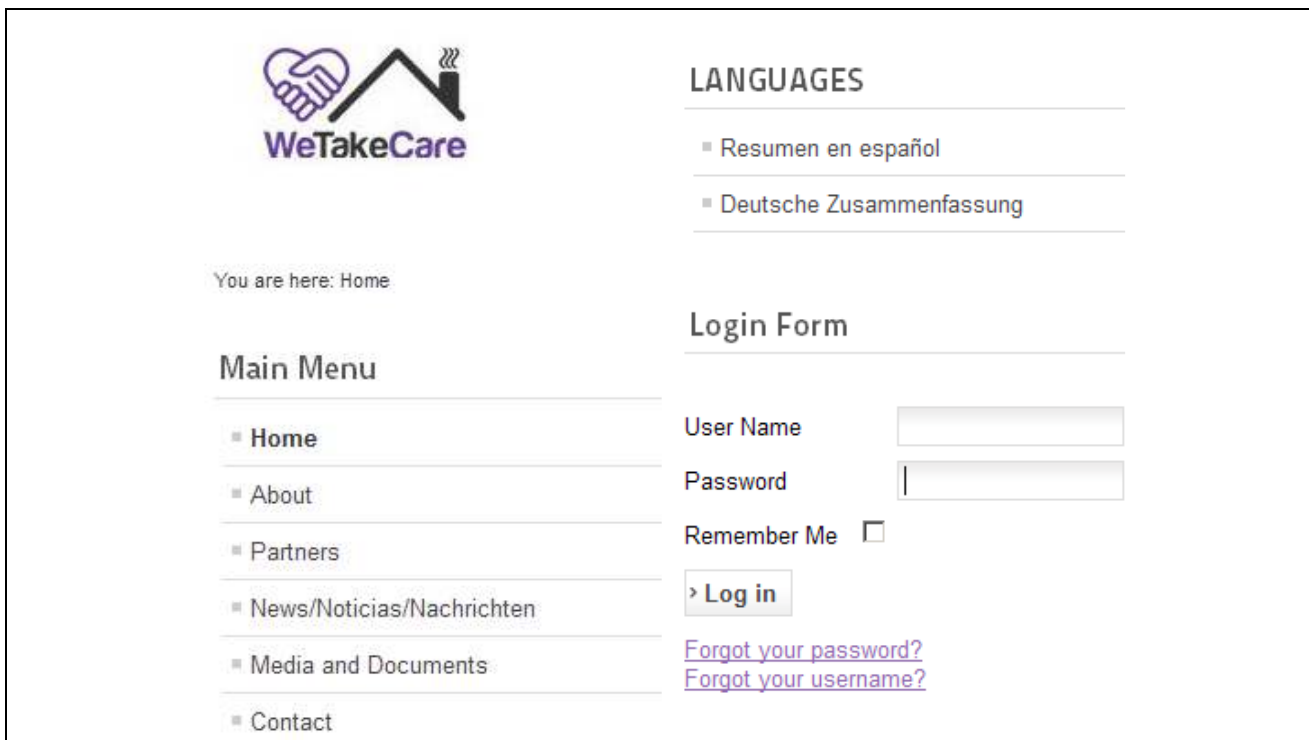 WeTakeCare
You are here: Home
Main Menu
Home
About
Partners
News/Noticias/Nachrichten
Media and Documents
Contact
LANGUAGES
Resumen en español
Deutsche Zusammenfassung
Login Form
User Name
Password
Remember Me
› Log in
Forgot your password?
Forgot your username?